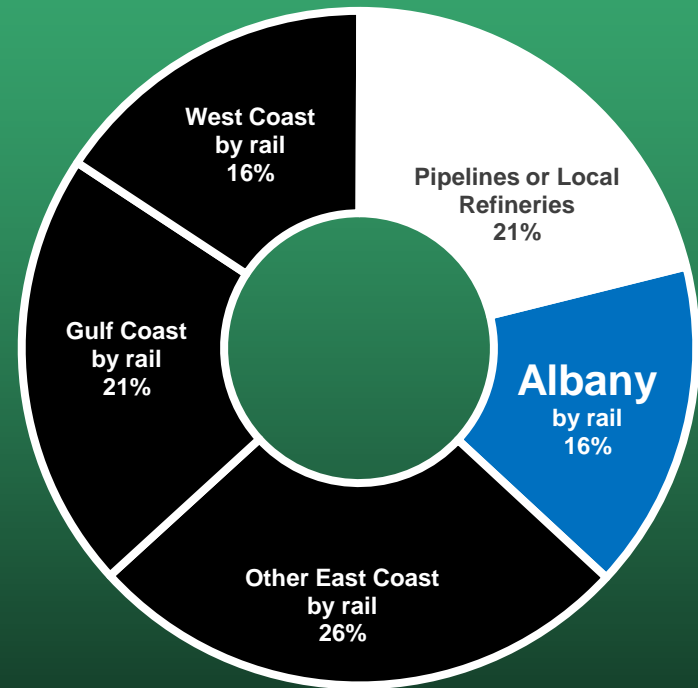 West Coast
by rail
16%
Pipelines or Local
Refineries
21%
Gulf Coast
by rail
21%
Albany
by rail
16%
Other East Coast
by rail
26%